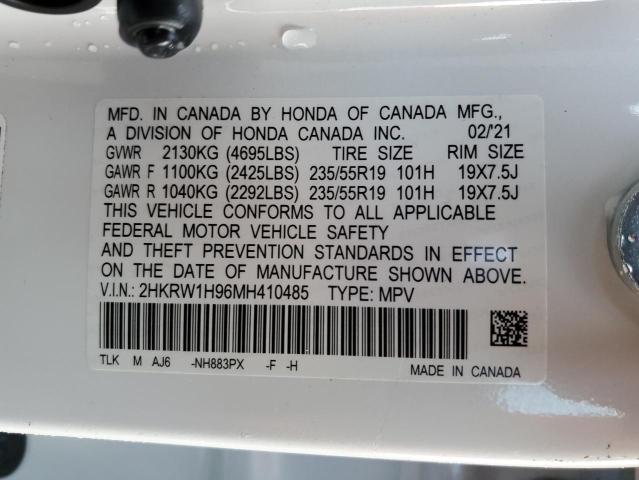 MFD. IN CANADA BY HONDA OF CANADA MFG.,
A DIVISION OF HONDA CANADA INC. 02/'21
GVWR 2130KG (4695LBS) TIRE SIZE RIM SIZE
GAWR F 1100KG (2425LBS) 235/55R19 101H 19X7.5J
GAWR R 1040KG (2292LBS) 235/55R19 101H 19X7.5J
THIS VEHICLE CONFORMS TO ALL APPLICABLE
FEDERAL MOTOR VEHICLE SAFETY
AND THEFT PREVENTION STANDARDS IN EFFECT
ON THE DATE OF MANUFACTURE SHOWN ABOVE.
V.I.N.: 2HKRW1H96MH410485 TYPE: MPV
TLK M AJ6 -NH883PX -F -H MADE IN CANADA